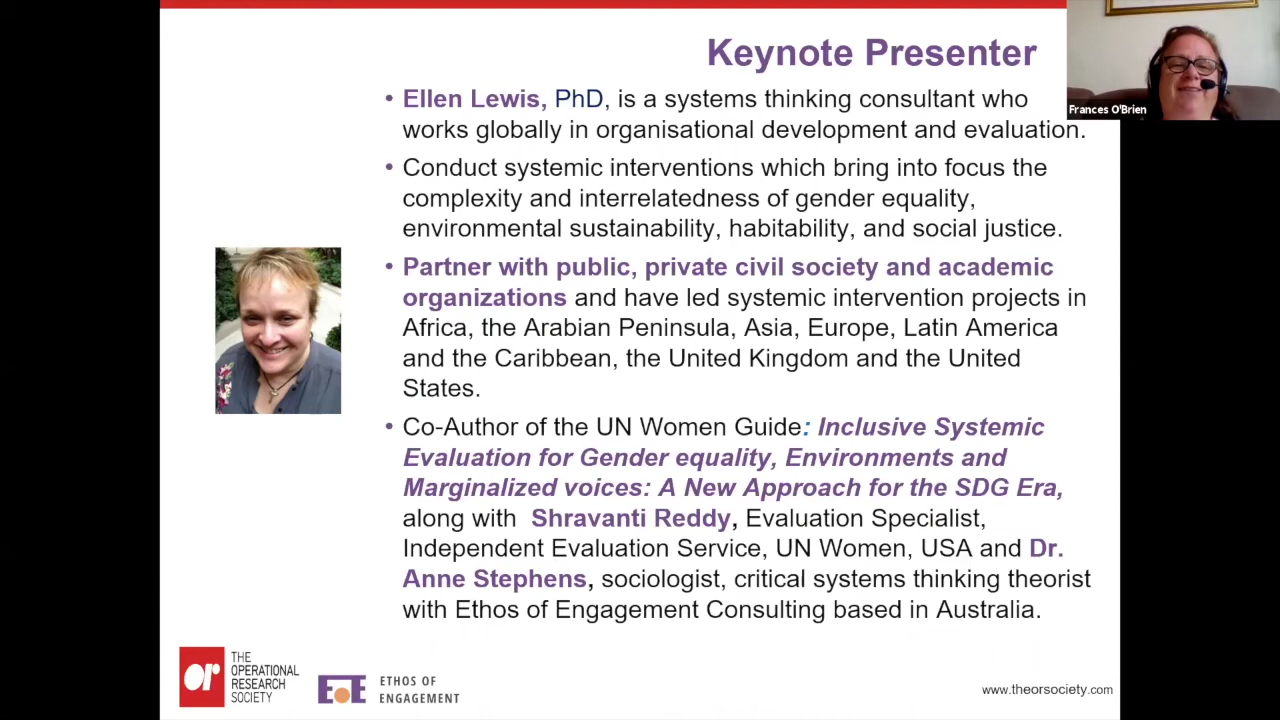 Keynote Presenter
Frances O'Brien
• Ellen Lewis, PhD, is a systems thinking consultant who
works globally in organisational development and evaluation.
• Conduct systemic interventions which bring into focus the
complexity and interrelatedness of gender equality,
environmental sustainability, habitability, and social justice.
• Partner with public, private civil society and academic
organizations and have led systemic intervention projects in
Africa, the Arabian Peninsula, Asia, Europe, Latin America
and the Caribbean, the United Kingdom and the United
States.
• Co-Author of the UN Women Guide: Inclusive Systemic
Evaluation for Gender equality, Environments and
Marginalized voices: A New Approach for the SDG Era,
along with Shravanti Reddy, Evaluation Specialist,
Independent Evaluation Service, UN Women, USA and Dr.
Anne Stephens, sociologist, critical systems thinking theorist
with Ethos of Engagement Consulting based in Australia.
or
THE
OPERATIONAL
RESEARCH
SOCIETY
EOE
ETHOS OF
ENGAGEMENT
www.theorsociety.com